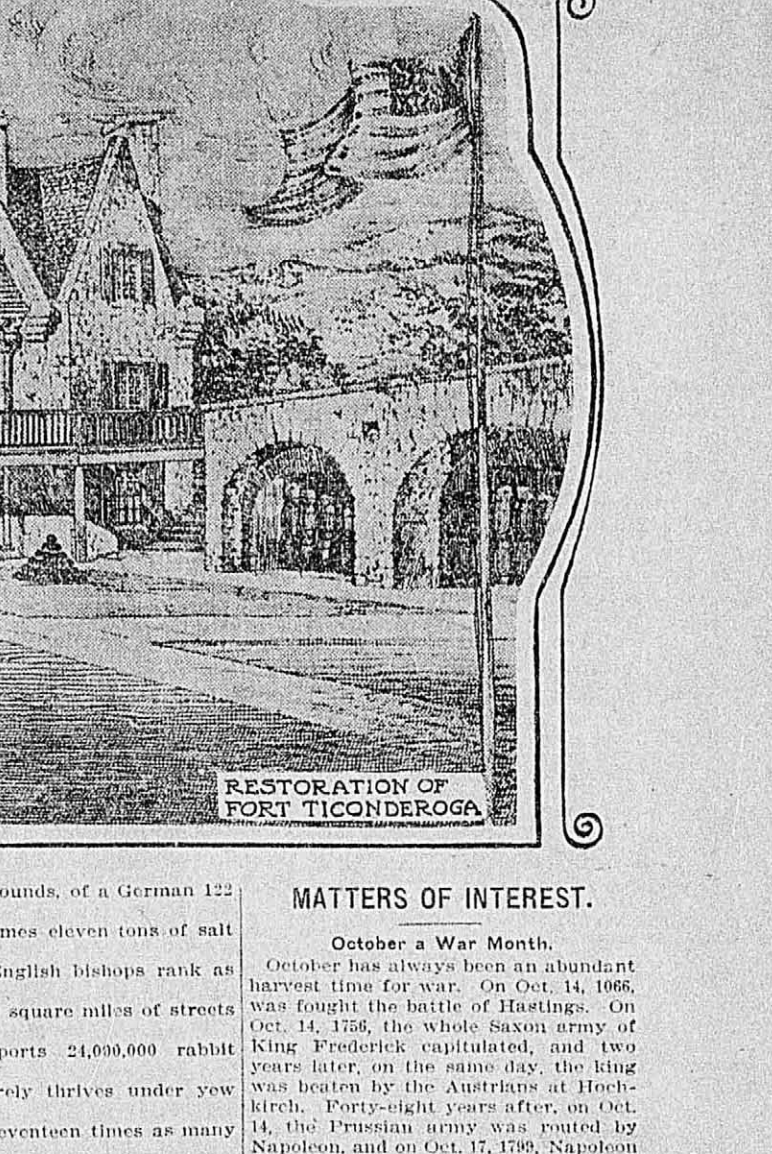 RESTORATION OF
FORT TICONDEROGA
ounds, of a German 122
mes eleven tons of salt
English bishops rank as
square miles of streets
ports 24,000,000 rabbit
rely thrives under yew
eventeen times as many
MATTERS OF INTEREST.
October a War Month.
October has always been an abundant
harvest time for war. On Oct. 14, 1066,
was fought the battle of Hastings. On
Oct. 14, 1756, the whole Saxon army of
King Frederick capitulated, and two
years later, on the same day, the king
was beaten by the Austrians at Hoch-
kirch. Forty-eight years after, on Oct.
14, the Prussian army was routed by
Napoleon, and on Oct. 17, 1799, Napoleon